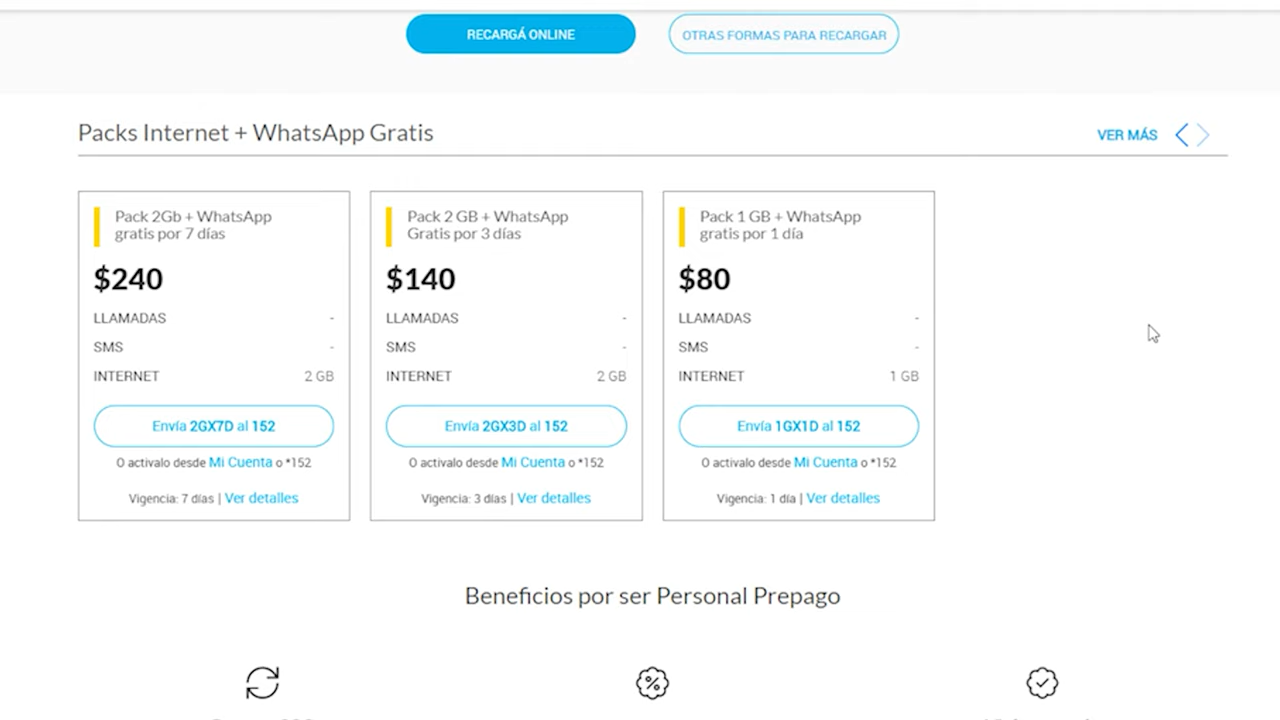 RECARGÁ ONLINE
OTRAS FORMAS PARA RECARGAR
Packs Internet + WhatsApp Gratis
VER MÁS
Pack 2Gb + WhatsApp
gratis por 7 días
$240
LLAMADAS -
SMS -
INTERNET 2 GB
Envía 2GX7D al 152
O activalo desde Mi Cuenta o *152
Vigencia: 7 días | Ver detalles
Pack 2 GB + WhatsApp
Gratis por 3 días
$140
LLAMADAS -
SMS -
INTERNET 2 GB
Envía 2GX3D al 152
O activalo desde Mi Cuenta o *152
Vigencia: 3 días | Ver detalles
Pack 1 GB + WhatsApp
gratis por 1 día
$80
LLAMADAS -
SMS -
INTERNET 1 GB
Envía 1GX1D al 152
O activalo desde Mi Cuenta o *152
Vigencia: 1 día | Ver detalles
Beneficios por ser Personal Prepago